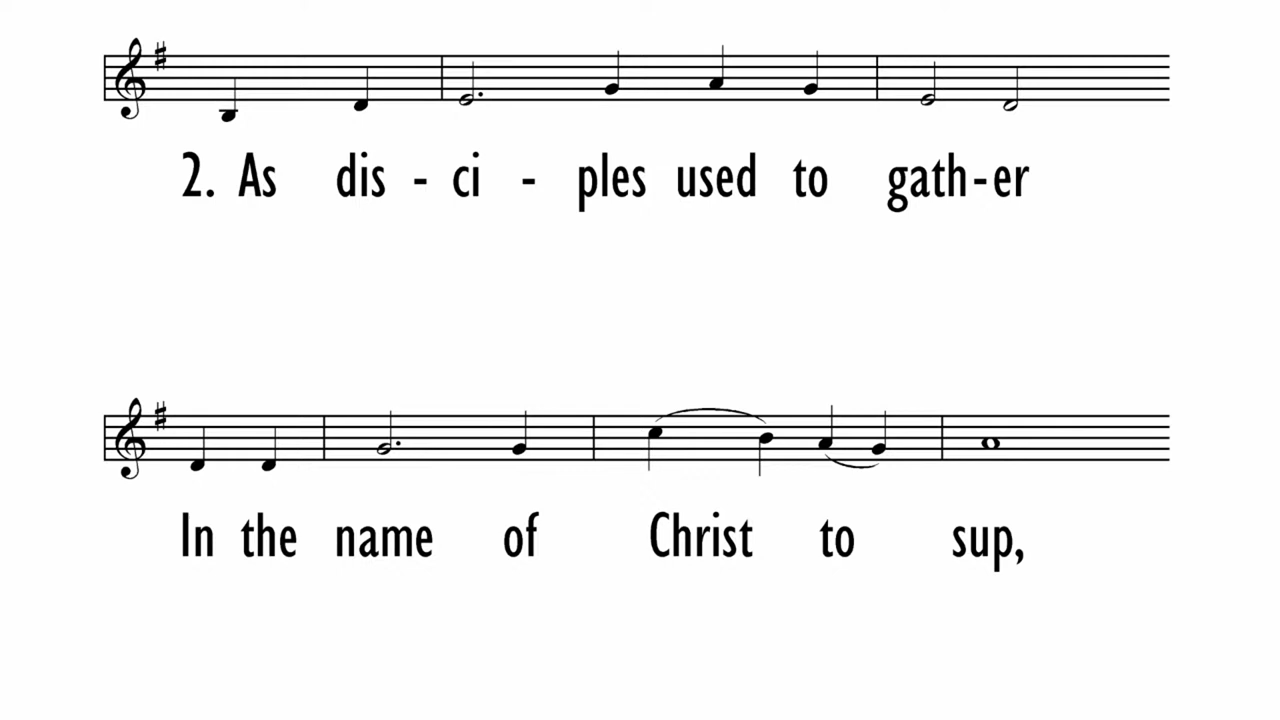 2. As dis - ci - ples used to gath-er
In the name of Christ to sup,